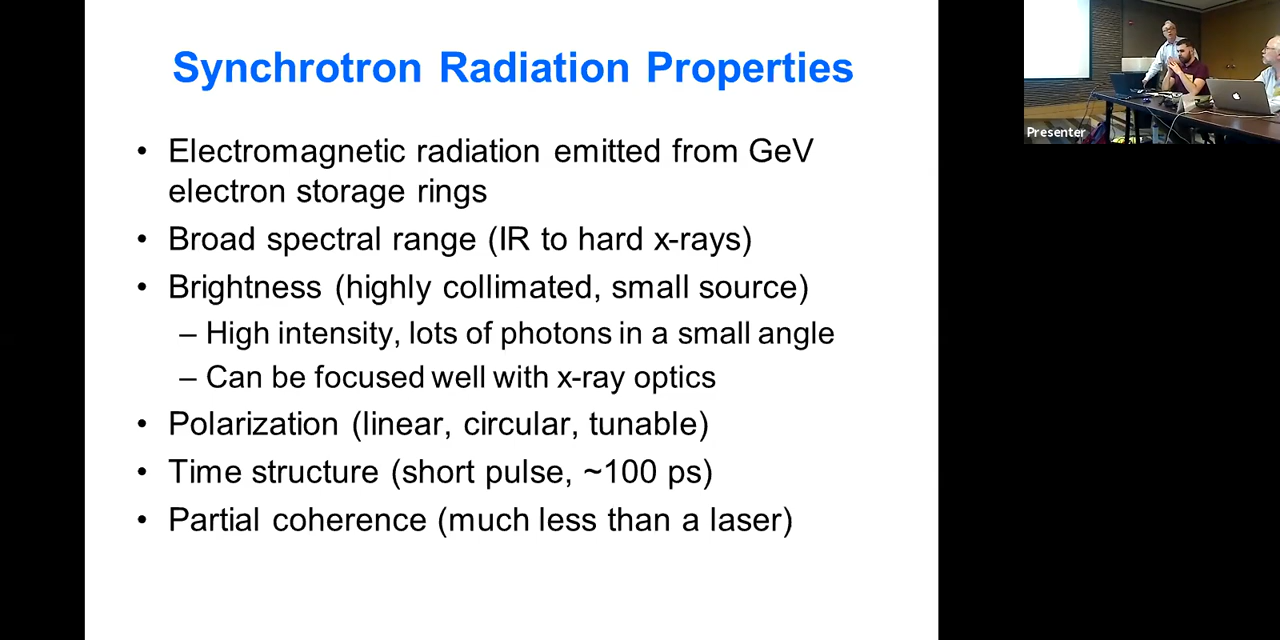 Synchrotron Radiation Properties
• Electromagnetic radiation emitted from GeV
electron storage rings
• Broad spectral range (IR to hard x-rays)
• Brightness (highly collimated, small source)
– High intensity, lots of photons in a small angle
– Can be focused well with x-ray optics
• Polarization (linear, circular, tunable)
• Time structure (short pulse, ~100 ps)
• Partial coherence (much less than a laser)
Presenter